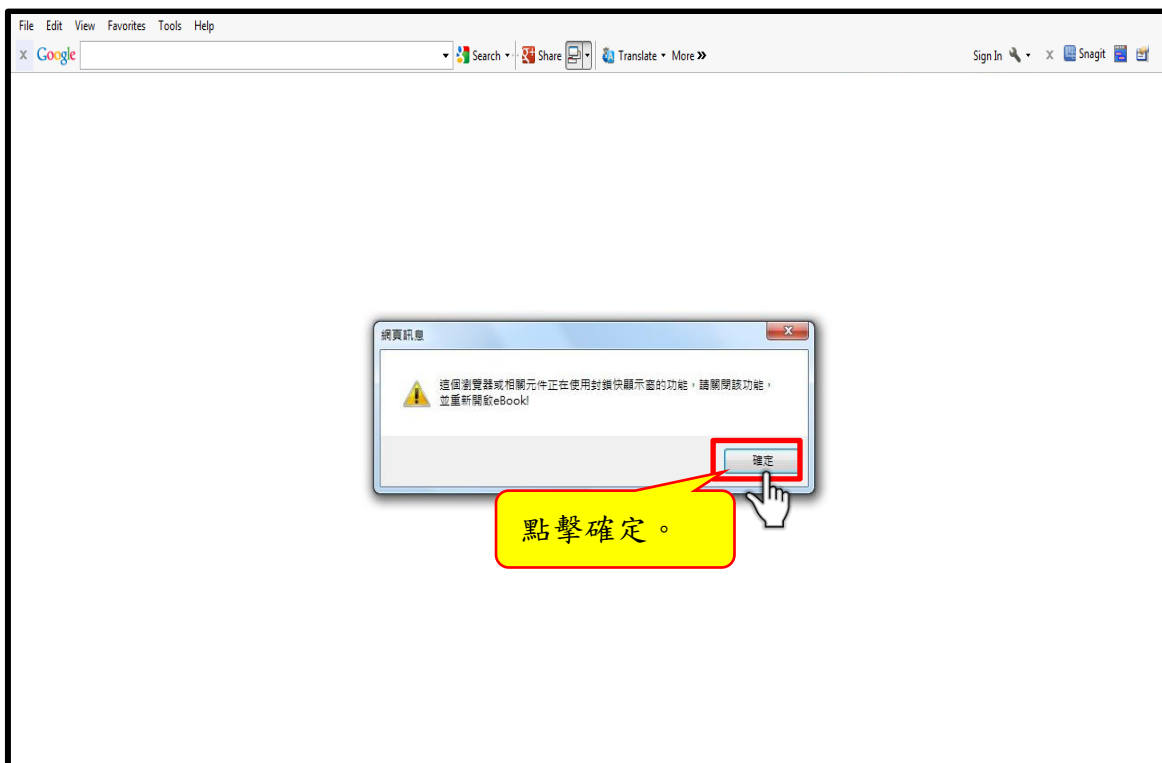 File Edit View Favorites Tools Help
x Google Search Share Translate More » Sign In x Snagit
網頁訊息
x
這個瀏覽器或相關元件正在使用封鎖快顯示窗的功能，請關閉該功能，
並重新開啟eBook!
確定
點擊確定。